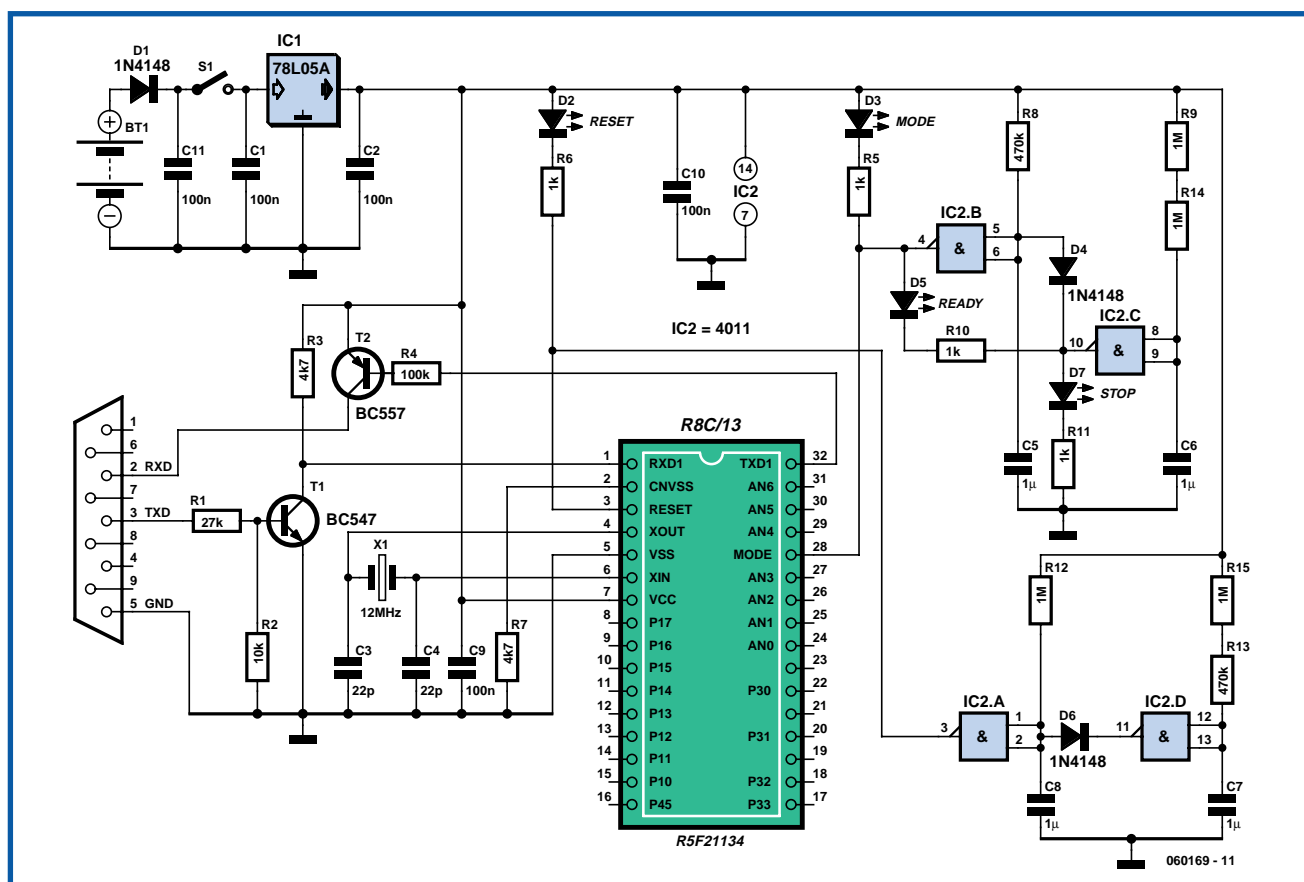 D1
1N4148
S1
IC1
78L05A
BT1
C11
100n
C1
100n
C2
100n
D2
RESET
R6
1k
C10
100n
14
IC2
7
D3
MODE
R5
1k
R8
470k
R9
1M
R14
1M
IC2.B
4
&
5
6
D4
1N4148
D5
READY
R10
1k
IC2.C
10
&
8
9
D7
STOP
R11
1k
C5
1µ
C6
1µ
IC2 = 4011
R3
4k7
T2
BC557
R4
100k
1
6
2 RXD
7
3 TXD
8
4
9
5 GND
R1
27k
T1
BC547
R2
10k
X1
12MHz
C3
22p
C4
22p
C9
100n
R7
4k7
R8C/13
1 RXD1 TXD1 32
2 CNVSS AN6 31
3 RESET AN5 30
4 XOUT AN4 29
5 VSS MODE 28
6 XIN AN3 27
7 VCC AN2 26
8 P17 AN1 25
9 P16 AN0 24
10 P15 23
11 P14 P30 22
12 P13 21
13 P12 P31 20
14 P11 19
15 P10 P32 18
16 P45 P33 17
R5F21134
R12
1M
R15
1M
R13
470k
IC2.A
3
&
1
2
D6
1N4148
IC2.D
11
&
12
13
C8
1µ
C7
1µ
060169 - 11